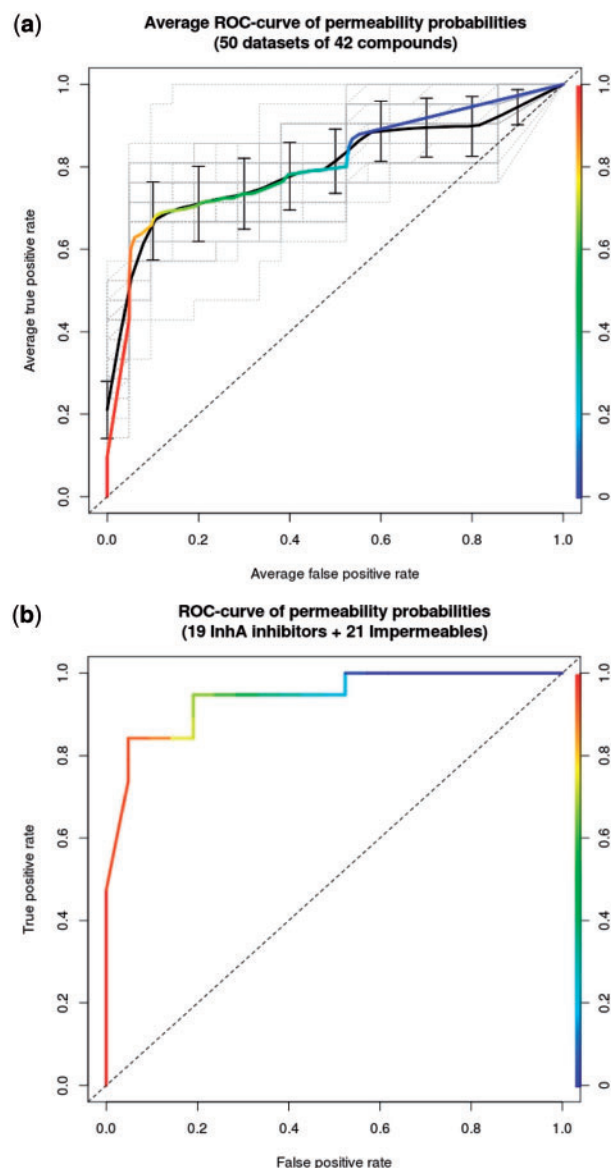 (a)
Average ROC-curve of permeability probabilities
(50 datasets of 42 compounds)
Average true positive rate
1.0
0.8
0.6
0.4
0.2
0.0
1.0
0.8
0.6
0.4
0.2
0
0.0 0.2 0.4 0.6 0.8 1.0
Average false positive rate
(b)
ROC-curve of permeability probabilities
(19 InhA inhibitors + 21 Impermeables)
True positive rate
1.0
0.8
0.6
0.4
0.2
0.0
1.0
0.8
0.6
0.4
0.2
0
0.0 0.2 0.4 0.6 0.8 1.0
False positive rate